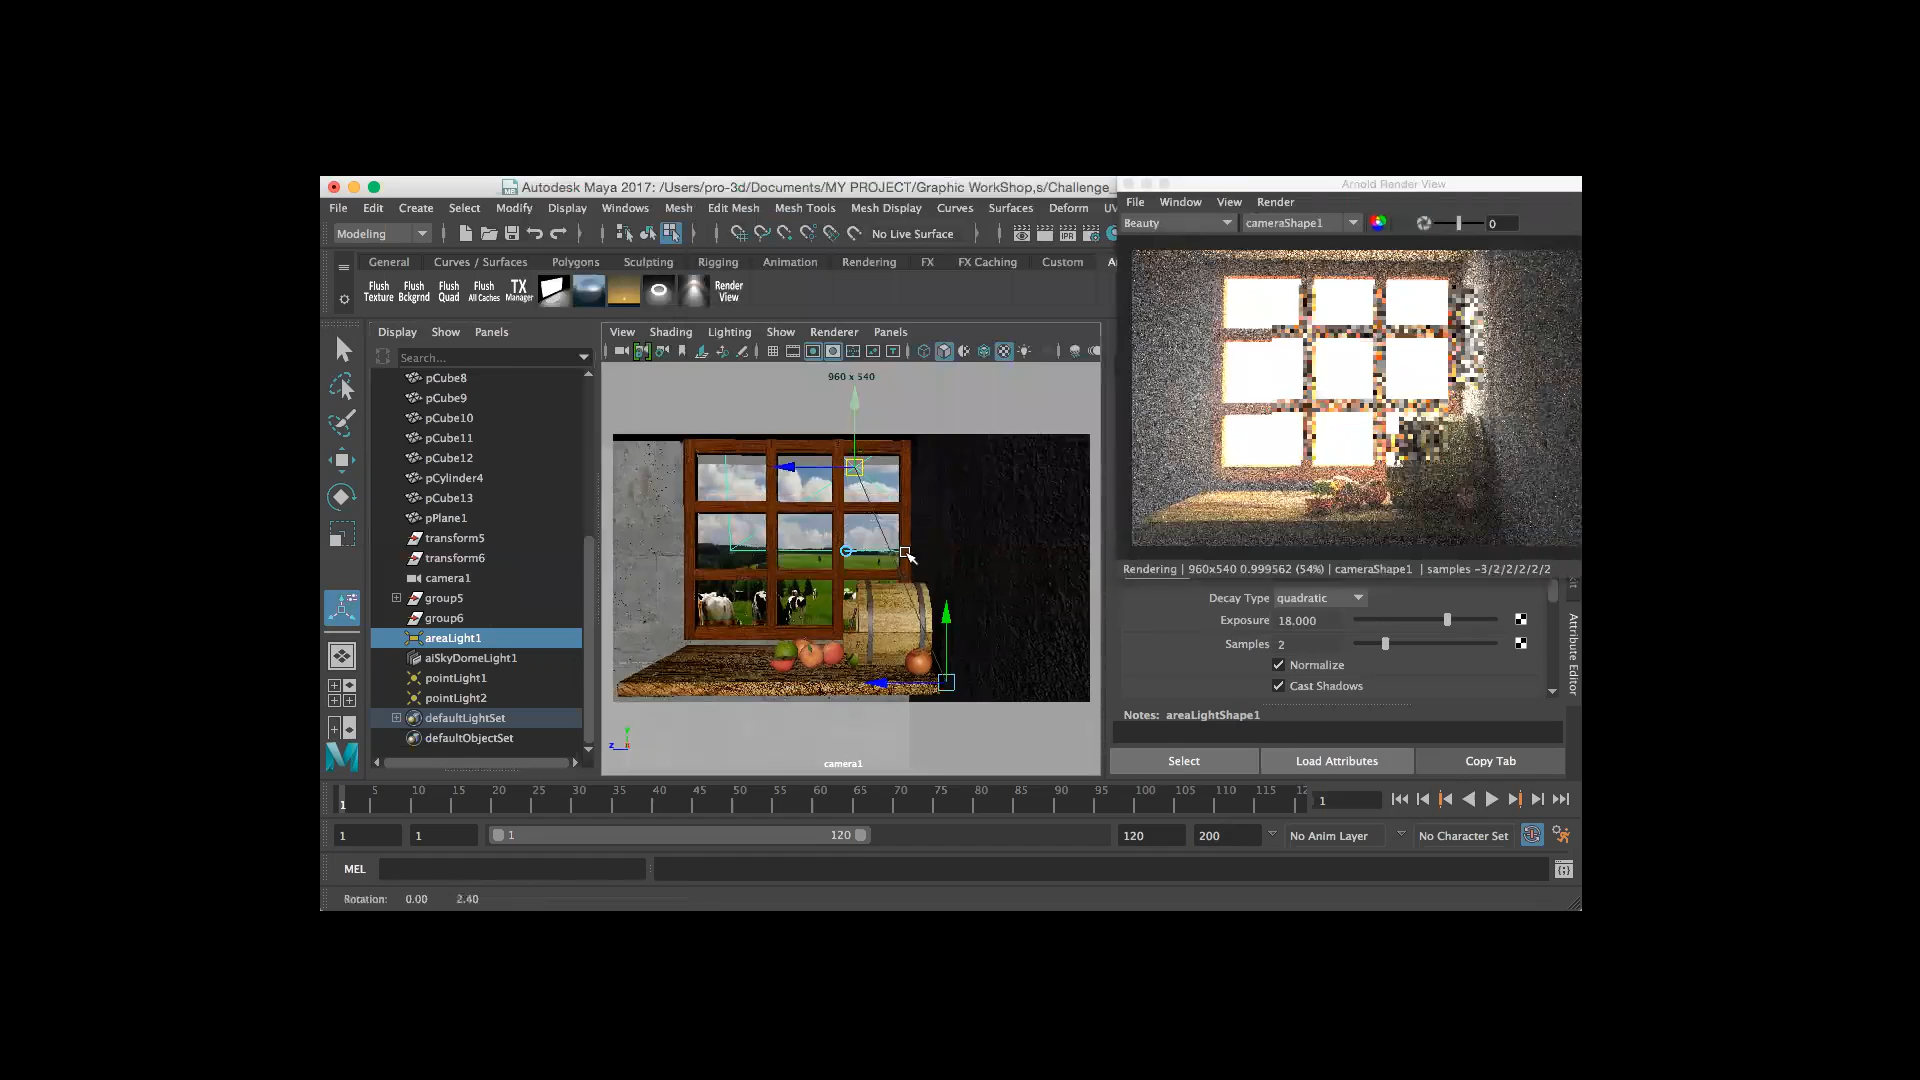 Autodesk Maya 2017: /Users/pro-3d/Documents/MY PROJECT/Graphic WorkShop,s/Challenge_
Arnold Render View
File Edit Create Select Modify Display Windows Mesh Edit Mesh Mesh Tools Mesh Display Curves Surfaces Deform UV
File Window View Render
Modeling
No Live Surface
IPR
Beauty
cameraShape1
0
General Curves / Surfaces Polygons Sculpting Rigging Animation Rendering FX FX Caching Custom
Flush Texture
Flush Bckgrnd
Flush Quad
Flush All Caches
TX Manager
Render View
Display Show Panels
View Shading Lighting Show Renderer Panels
Search...
960 x 540
pCube8
pCube9
pCube10
pCube11
pCube12
pCylinder4
pCube13
pPlane1
transform5
transform6
camera1
group5
group6
areaLight1
aiSkyDomeLight1
pointLight1
pointLight2
defaultLightSet
defaultObjectSet
camera1
Rendering | 960x540 0.999562 (54%) | cameraShape1 | samples -3/2/2/2/2/2
Decay Type quadratic
Exposure 18.000
Samples 2
Normalize
Cast Shadows
Attribute Editor
Notes: areaLightShape1
Select
Load Attributes
Copy Tab
5 10 15 20 25 30 35 40 45 50 55 60 65 70 75 80 85 90 95 100 105 110 115 12
1
1
1 1 1 120 120 200 No Anim Layer No Character Set
MEL
Rotation: 0.00 2.40